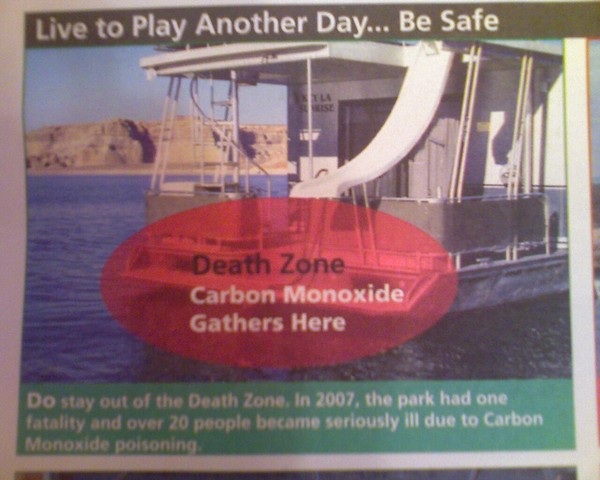 Live to Play Another Day... Be Safe
Death Zone
Carbon Monoxide
Gathers Here
Do stay out of the Death Zone. In 2007, the park had one
fatality and over 20 people became seriously ill due to Carbon
Monoxide poisoning.